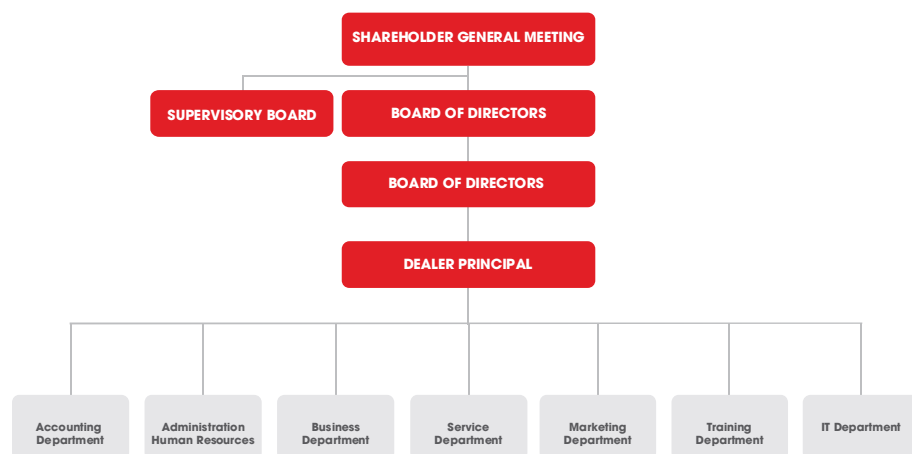 SHAREHOLDER GENERAL MEETING
SUPERVISORY BOARD
BOARD OF DIRECTORS
BOARD OF DIRECTORS
DEALER PRINCIPAL
Accounting
Department
Administration
Human Resources
Business
Department
Service
Department
Marketing
Department
Training
Department
IT Department